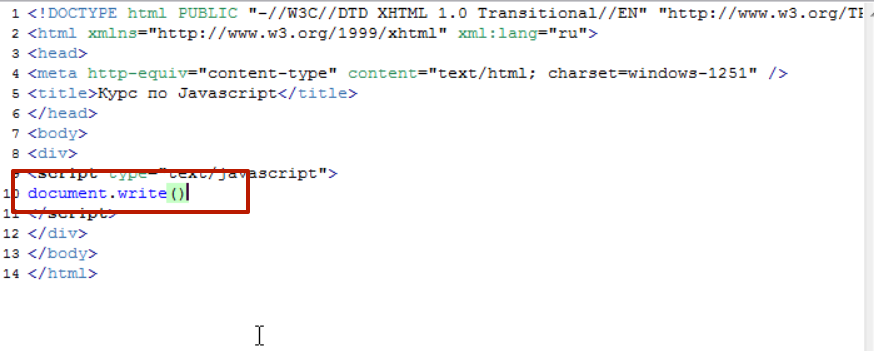 1 <!DOCTYPE html PUBLIC "-//W3C//DTD XHTML 1.0 Transitional//EN" "http://www.w3.org/TR
2 <html xmlns="http://www.w3.org/1999/xhtml" xml:lang="ru">
3 <head>
4 <meta http-equiv="content-type" content="text/html; charset=windows-1251" />
5 <title>Курс по Javascript</title>
6 </head>
7 <body>
8 <div>
9 <script type="text/javascript">
10 document.write()
11 </script>
12 </div>
13 </body>
14 </html>